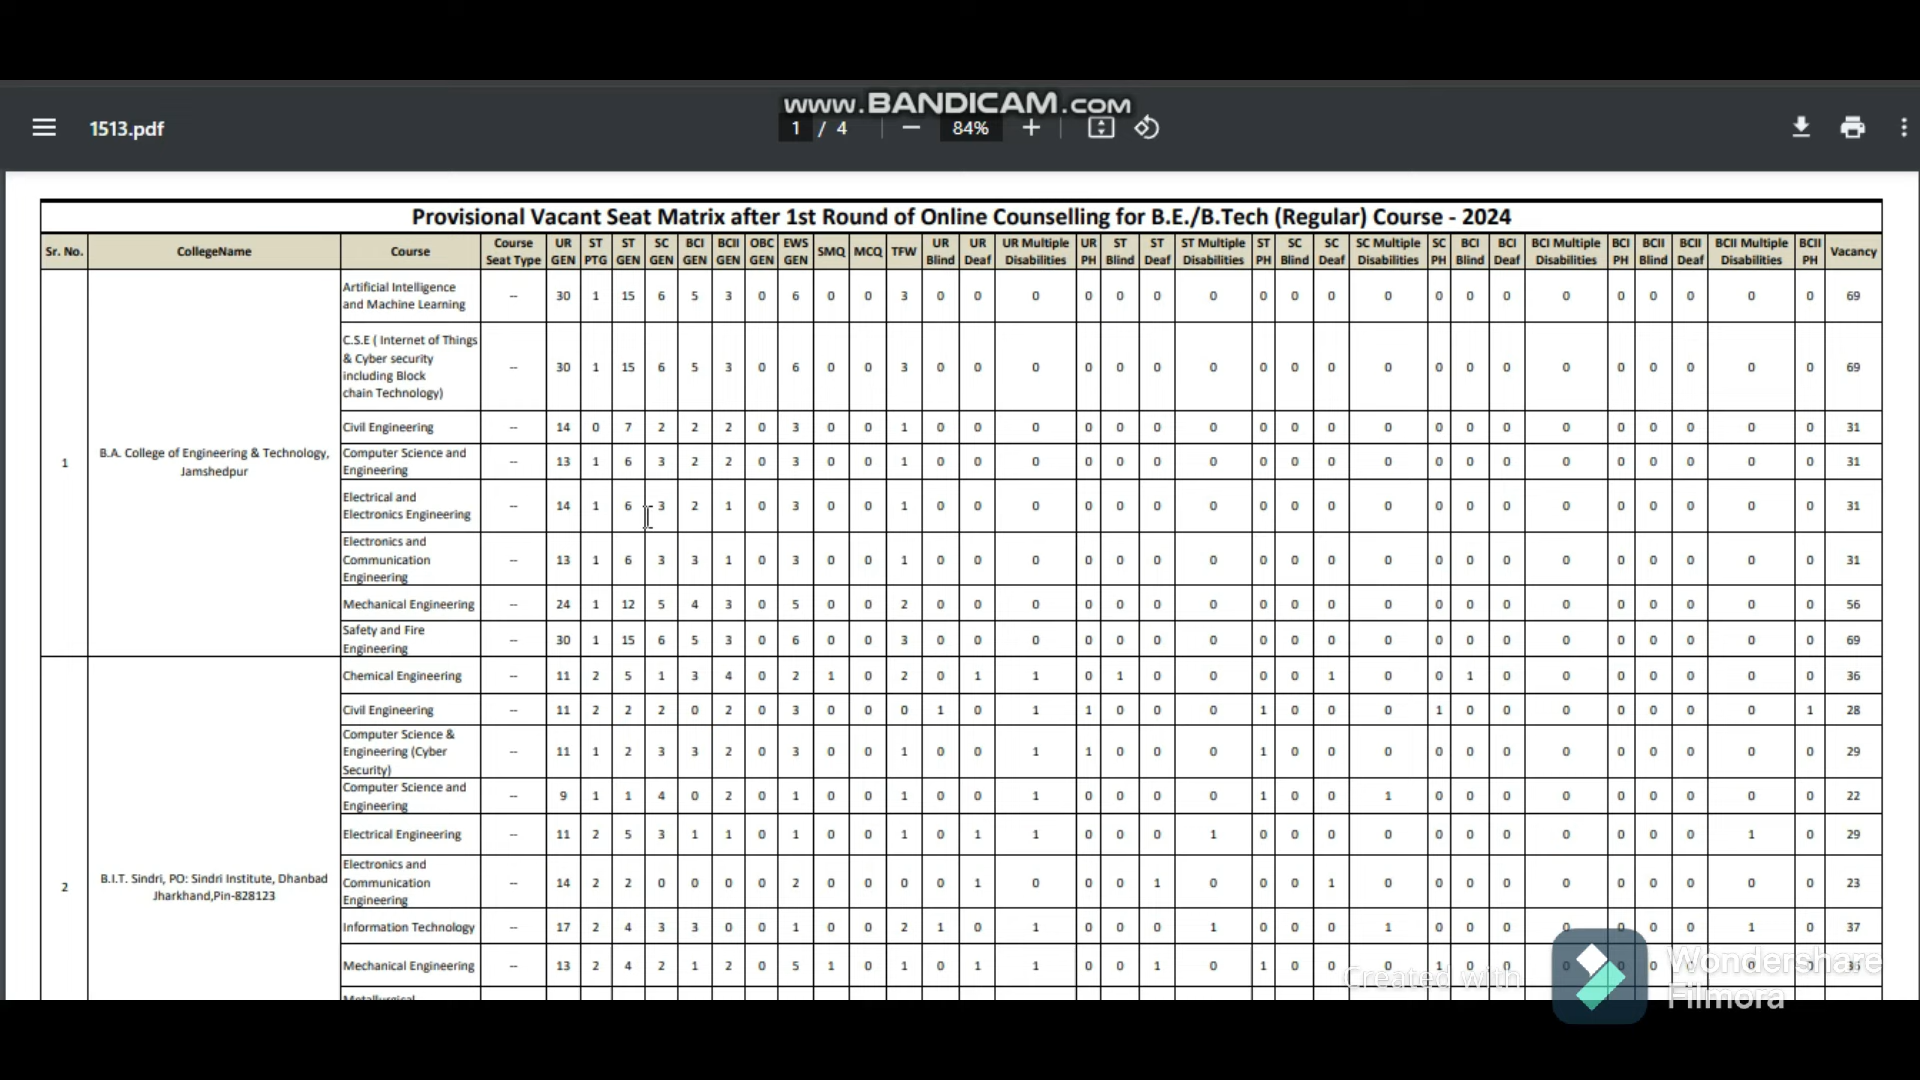 www.BANDICAM.com
1513.pdf
1 / 4
84%
Provisional Vacant Seat Matrix after 1st Round of Online Counselling for B.E./B.Tech (Regular) Course - 2024
Sr. No. CollegeName Course Course Seat Type UR GEN ST PTG ST GEN SC GEN BCI GEN BCII GEN OBC GEN EWS GEN SMQ MCQ TFW UR Blind UR Deaf UR Multiple Disabilities UR PH ST Blind ST Deaf ST Multiple Disabilities ST PH SC Blind SC Deaf SC Multiple Disabilities SC PH BCI Blind BCI Deaf BCI Multiple Disabilities BCI PH BCII Blind BCII Deaf BCII Multiple Disabilities BCII PH Vacancy
1 B.A. College of Engineering & Technology, Jamshedpur
Artificial Intelligence and Machine Learning -- 30 1 15 6 5 3 0 6 0 0 3 0 0 0 0 0 0 0 0 0 0 0 0 0 0 0 0 0 0 0 0 69
C.S.E ( Internet of Things & Cyber security including Block chain Technology) -- 30 1 15 6 5 3 0 6 0 0 3 0 0 0 0 0 0 0 0 0 0 0 0 0 0 0 0 0 0 0 0 69
Civil Engineering -- 14 0 7 2 2 2 0 3 0 0 1 0 0 0 0 0 0 0 0 0 0 0 0 0 0 0 0 0 0 0 0 31
Computer Science and Engineering -- 13 1 6 3 2 2 0 3 0 0 1 0 0 0 0 0 0 0 0 0 0 0 0 0 0 0 0 0 0 0 0 31
Electrical and Electronics Engineering -- 14 1 6 3 2 1 0 3 0 0 1 0 0 0 0 0 0 0 0 0 0 0 0 0 0 0 0 0 0 0 0 31
Electronics and Communication Engineering -- 13 1 6 3 3 1 0 3 0 0 1 0 0 0 0 0 0 0 0 0 0 0 0 0 0 0 0 0 0 0 0 31
Mechanical Engineering -- 24 1 12 5 4 3 0 5 0 0 2 0 0 0 0 0 0 0 0 0 0 0 0 0 0 0 0 0 0 0 0 56
Safety and Fire Engineering -- 30 1 15 6 5 3 0 6 0 0 3 0 0 0 0 0 0 0 0 0 0 0 0 0 0 0 0 0 0 0 0 69
2 B.I.T. Sindri, PO: Sindri Institute, Dhanbad Jharkhand,Pin-828123
Chemical Engineering -- 11 2 5 1 3 4 0 2 1 0 2 0 1 1 0 1 0 0 0 0 1 0 0 1 0 0 0 0 0 0 0 36
Civil Engineering -- 11 2 2 2 0 2 0 3 0 0 0 1 0 1 1 0 0 0 1 0 0 0 1 0 0 0 0 0 0 0 1 28
Computer Science & Engineering (Cyber Security) -- 11 1 2 3 3 2 0 3 0 0 1 0 0 1 1 0 0 0 1 0 0 0 0 0 0 0 0 0 0 0 0 29
Computer Science and Engineering -- 9 1 1 4 0 2 0 1 0 0 1 0 0 1 0 0 0 0 1 0 0 1 0 0 0 0 0 0 0 0 0 22
Electrical Engineering -- 11 2 5 3 1 1 0 1 0 0 1 0 1 1 0 0 0 1 0 0 0 0 0 0 0 0 0 0 0 1 0 29
Electronics and Communication Engineering -- 14 2 2 0 0 0 0 2 0 0 0 0 1 0 0 0 1 0 0 0 1 0 0 0 0 0 0 0 0 0 0 23
Information Technology -- 17 2 4 3 3 0 0 1 0 0 2 1 0 1 0 0 0 1 0 0 0 1 0 0 0 0 0 0 0 1 0 37
Mechanical Engineering -- 13 2 4 2 1 2 0 5 1 0 1 0 1 1 0 0 1 0 1 0 0 0 1 0 0 0 0 0 0 0 0
Created with Wondershare Filmora